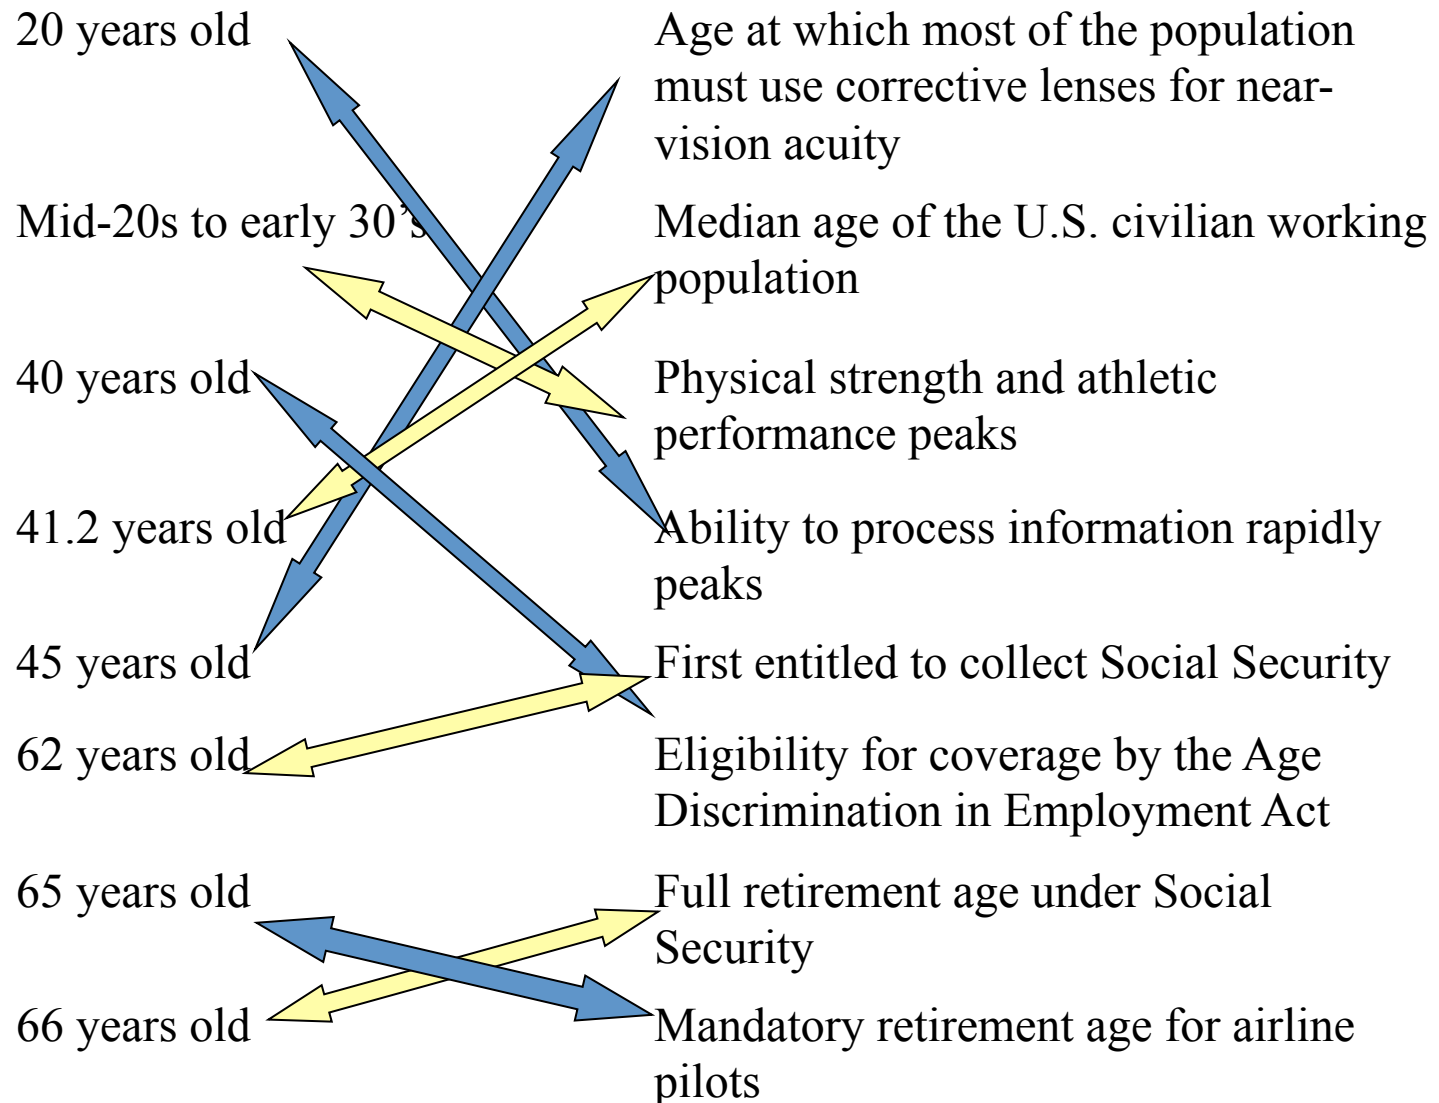 20 years old
Age at which most of the population
must use corrective lenses for near-
vision acuity
Mid-20s to early 30’s
Median age of the U.S. civilian working
population
40 years old
Physical strength and athletic
performance peaks
41.2 years old
Ability to process information rapidly
peaks
45 years old
First entitled to collect Social Security
62 years old
Eligibility for coverage by the Age
Discrimination in Employment Act
65 years old
Full retirement age under Social
Security
66 years old
Mandatory retirement age for airline
pilots